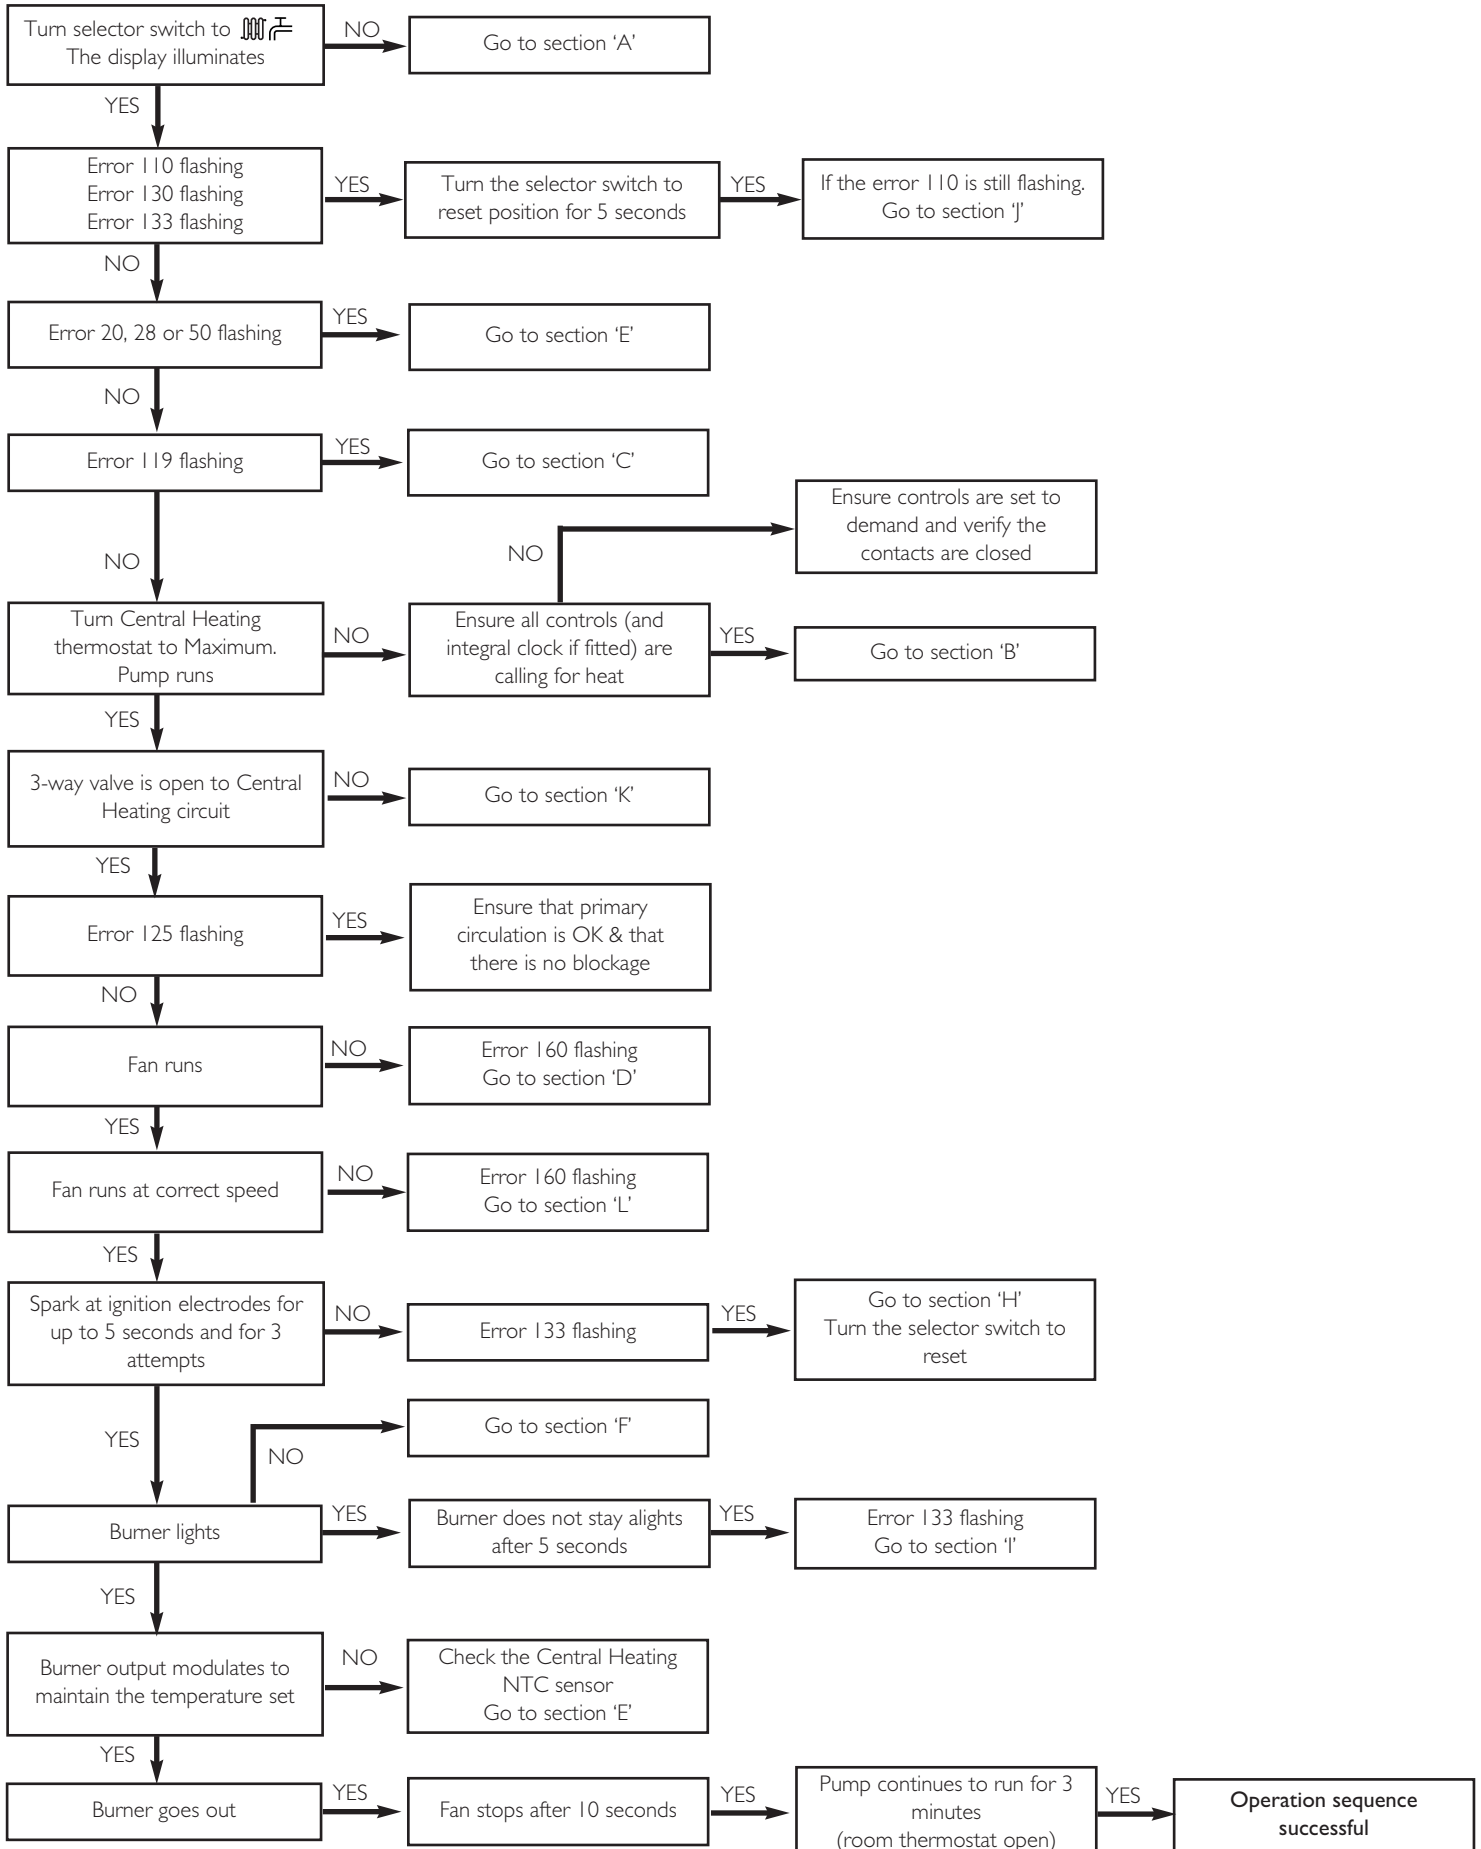 Turn selector switch to
The display illuminates
NO
Go to section ‘A’
YES
Error 110 flashing
Error 130 flashing
Error 133 flashing
YES
Turn the selector switch to
reset position for 5 seconds
YES
If the error 110 is still flashing.
Go to section ‘J’
NO
Error 20, 28 or 50 flashing
YES
Go to section ‘E’
NO
Error 119 flashing
YES
Go to section ‘C’
NO
Turn Central Heating
thermostat to Maximum.
Pump runs
NO
Ensure all controls (and
integral clock if fitted) are
calling for heat
NO
Ensure controls are set to
demand and verify the
contacts are closed
YES
Go to section ‘B’
YES
3-way valve is open to Central
Heating circuit
NO
Go to section ‘K’
YES
Error 125 flashing
YES
Ensure that primary
circulation is OK & that
there is no blockage
NO
Fan runs
NO
Error 160 flashing
Go to section ‘D’
YES
Fan runs at correct speed
NO
Error 160 flashing
Go to section ‘L’
YES
Spark at ignition electrodes for
up to 5 seconds and for 3
attempts
NO
Error 133 flashing
YES
Go to section ‘H’
Turn the selector switch to
reset
YES
NO
Go to section ‘F’
Burner lights
YES
Burner does not stay alights
after 5 seconds
YES
Error 133 flashing
Go to section ‘I’
YES
Burner output modulates to
maintain the temperature set
NO
Check the Central Heating
NTC sensor
Go to section ‘E’
YES
Burner goes out
YES
Fan stops after 10 seconds
YES
Pump continues to run for 3
minutes
(room thermostat open)
YES
Operation sequence
successful